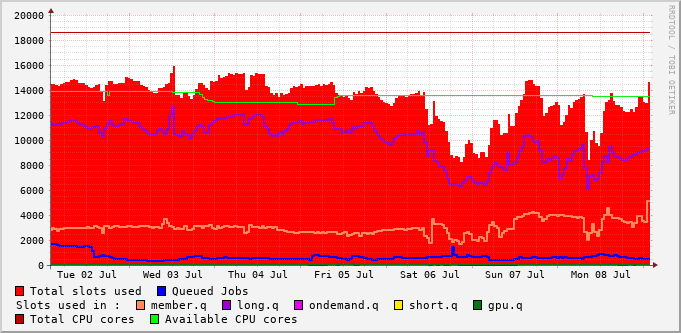 20000
18000
16000
14000
12000
10000
8000
6000
4000
2000
0
Tue 02 Jul Wed 03 Jul Thu 04 Jul Fri 05 Jul Sat 06 Jul Sun 07 Jul Mon 08 Jul
Total slots used Queued Jobs
Slots used in : member.q long.q ondemand.q short.q gpu.q
Total CPU cores Available CPU cores
RRDTOOL / TOBI OETIKER